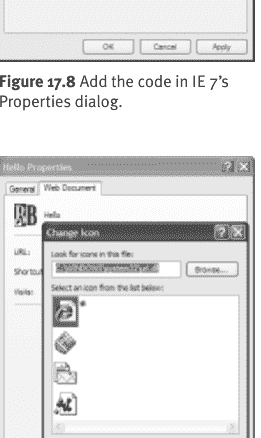 OK Cancel Apply
Figure 17.8 Add the code in IE 7's
Properties dialog.
Hello Properties
General Web Document
Hello
URL:
Change Icon
Look for icons in this file:
Shortcut
Browse...
Visits:
Select an icon from the list below: